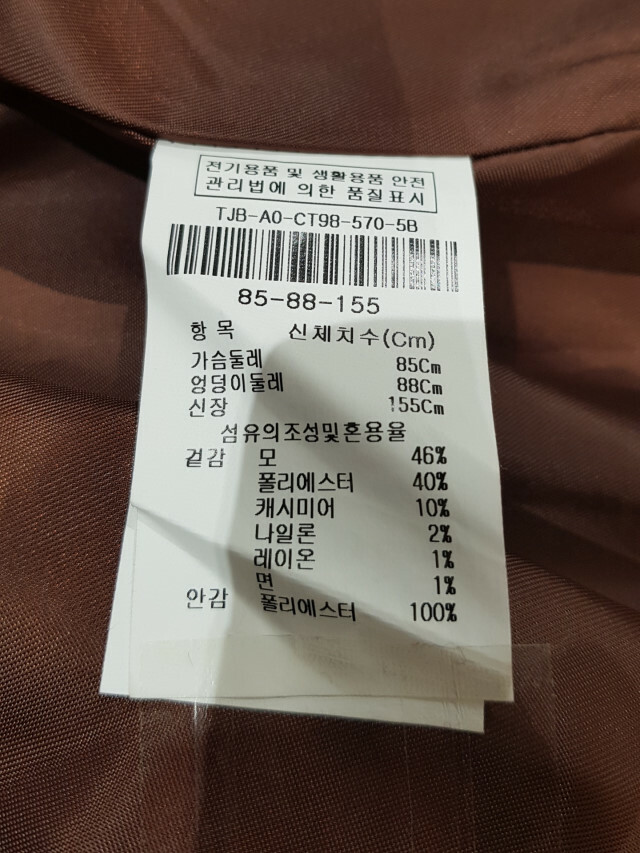 전기용품 및 생활용품 안전
관리법에 의한 품질표시
TJB-A0-CT98-570-5B
85-88-155
항 목 신체치수(Cm)
가슴둘레 85Cm
엉덩이둘레 88Cm
신장 155Cm
섬유의조성및혼용율
겉감 모 46%
폴리에스터 40%
캐시미어 10%
나일론 2%
레이온 1%
면 1%
안감 폴리에스터 100%